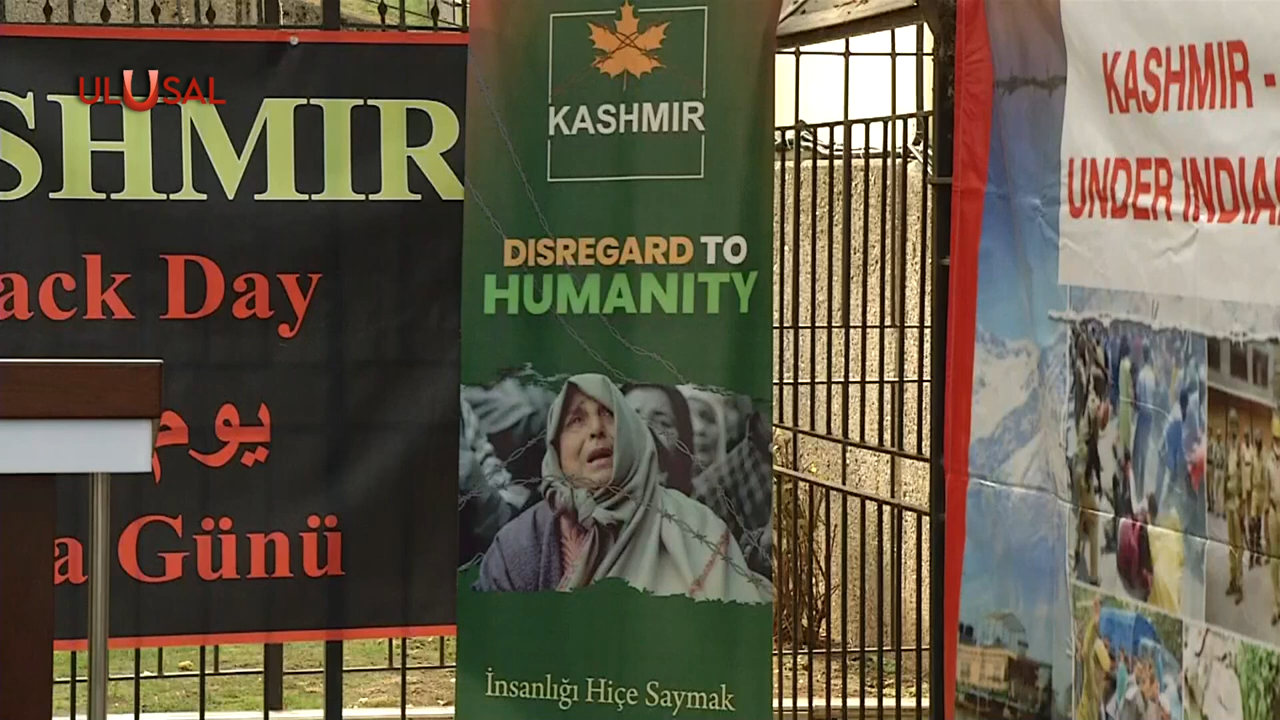 ULUSAL
SHMIR
ack Day
يوم
a Günü
KASHMIR
DISREGARD TO
HUMANITY
İnsanlığı Hiçe Saymak
KASHMIR -
UNDER INDIA